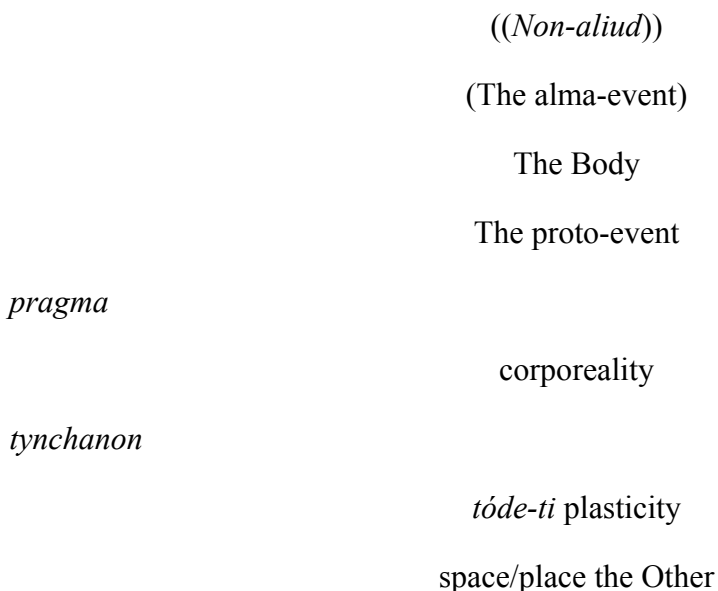 ((Non-aliud))
(The alma-event)
The Body
The proto-event
pragma
corporeality
tynchanon
tóde-ti plasticity
space/place the Other